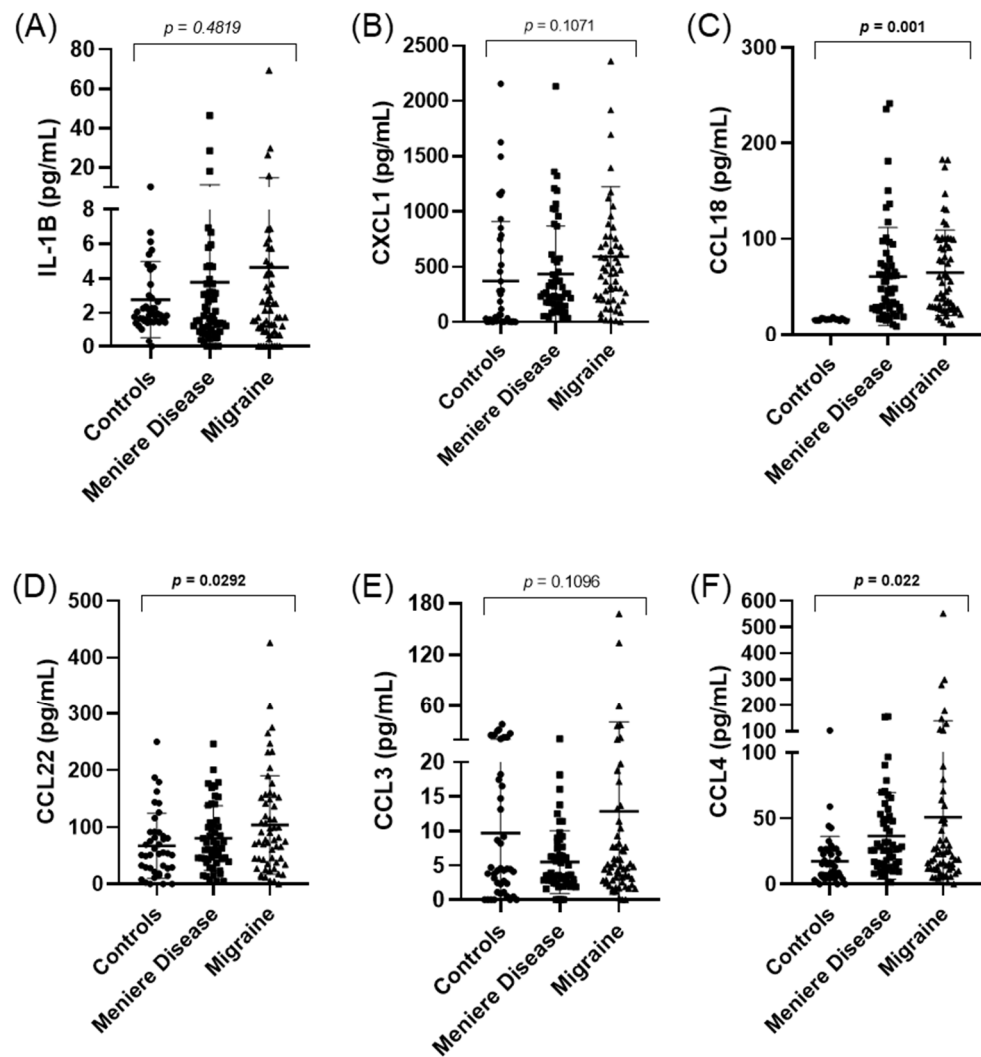 (A)
p = 0.4819
IL-1B (pg/mL)
80
60
40
20
8
6
4
2
0
Controls
Meniere Disease
Migraine
(B)
p = 0.1071
CXCL1 (pg/mL)
2500
2000
1500
1000
500
0
Controls
Meniere Disease
Migraine
(C)
p = 0.001
CCL18 (pg/mL)
300
200
100
0
Controls
Meniere Disease
Migraine
(D)
p = 0.0292
CCL22 (pg/mL)
500
400
300
200
100
0
Controls
Meniere Disease
Migraine
(E)
p = 0.1096
CCL3 (pg/mL)
180
120
60
20
15
10
5
0
Controls
Meniere Disease
Migraine
(F)
p = 0.022
CCL4 (pg/mL)
600
500
400
300
200
100
100
50
0
Controls
Meniere Disease
Migraine